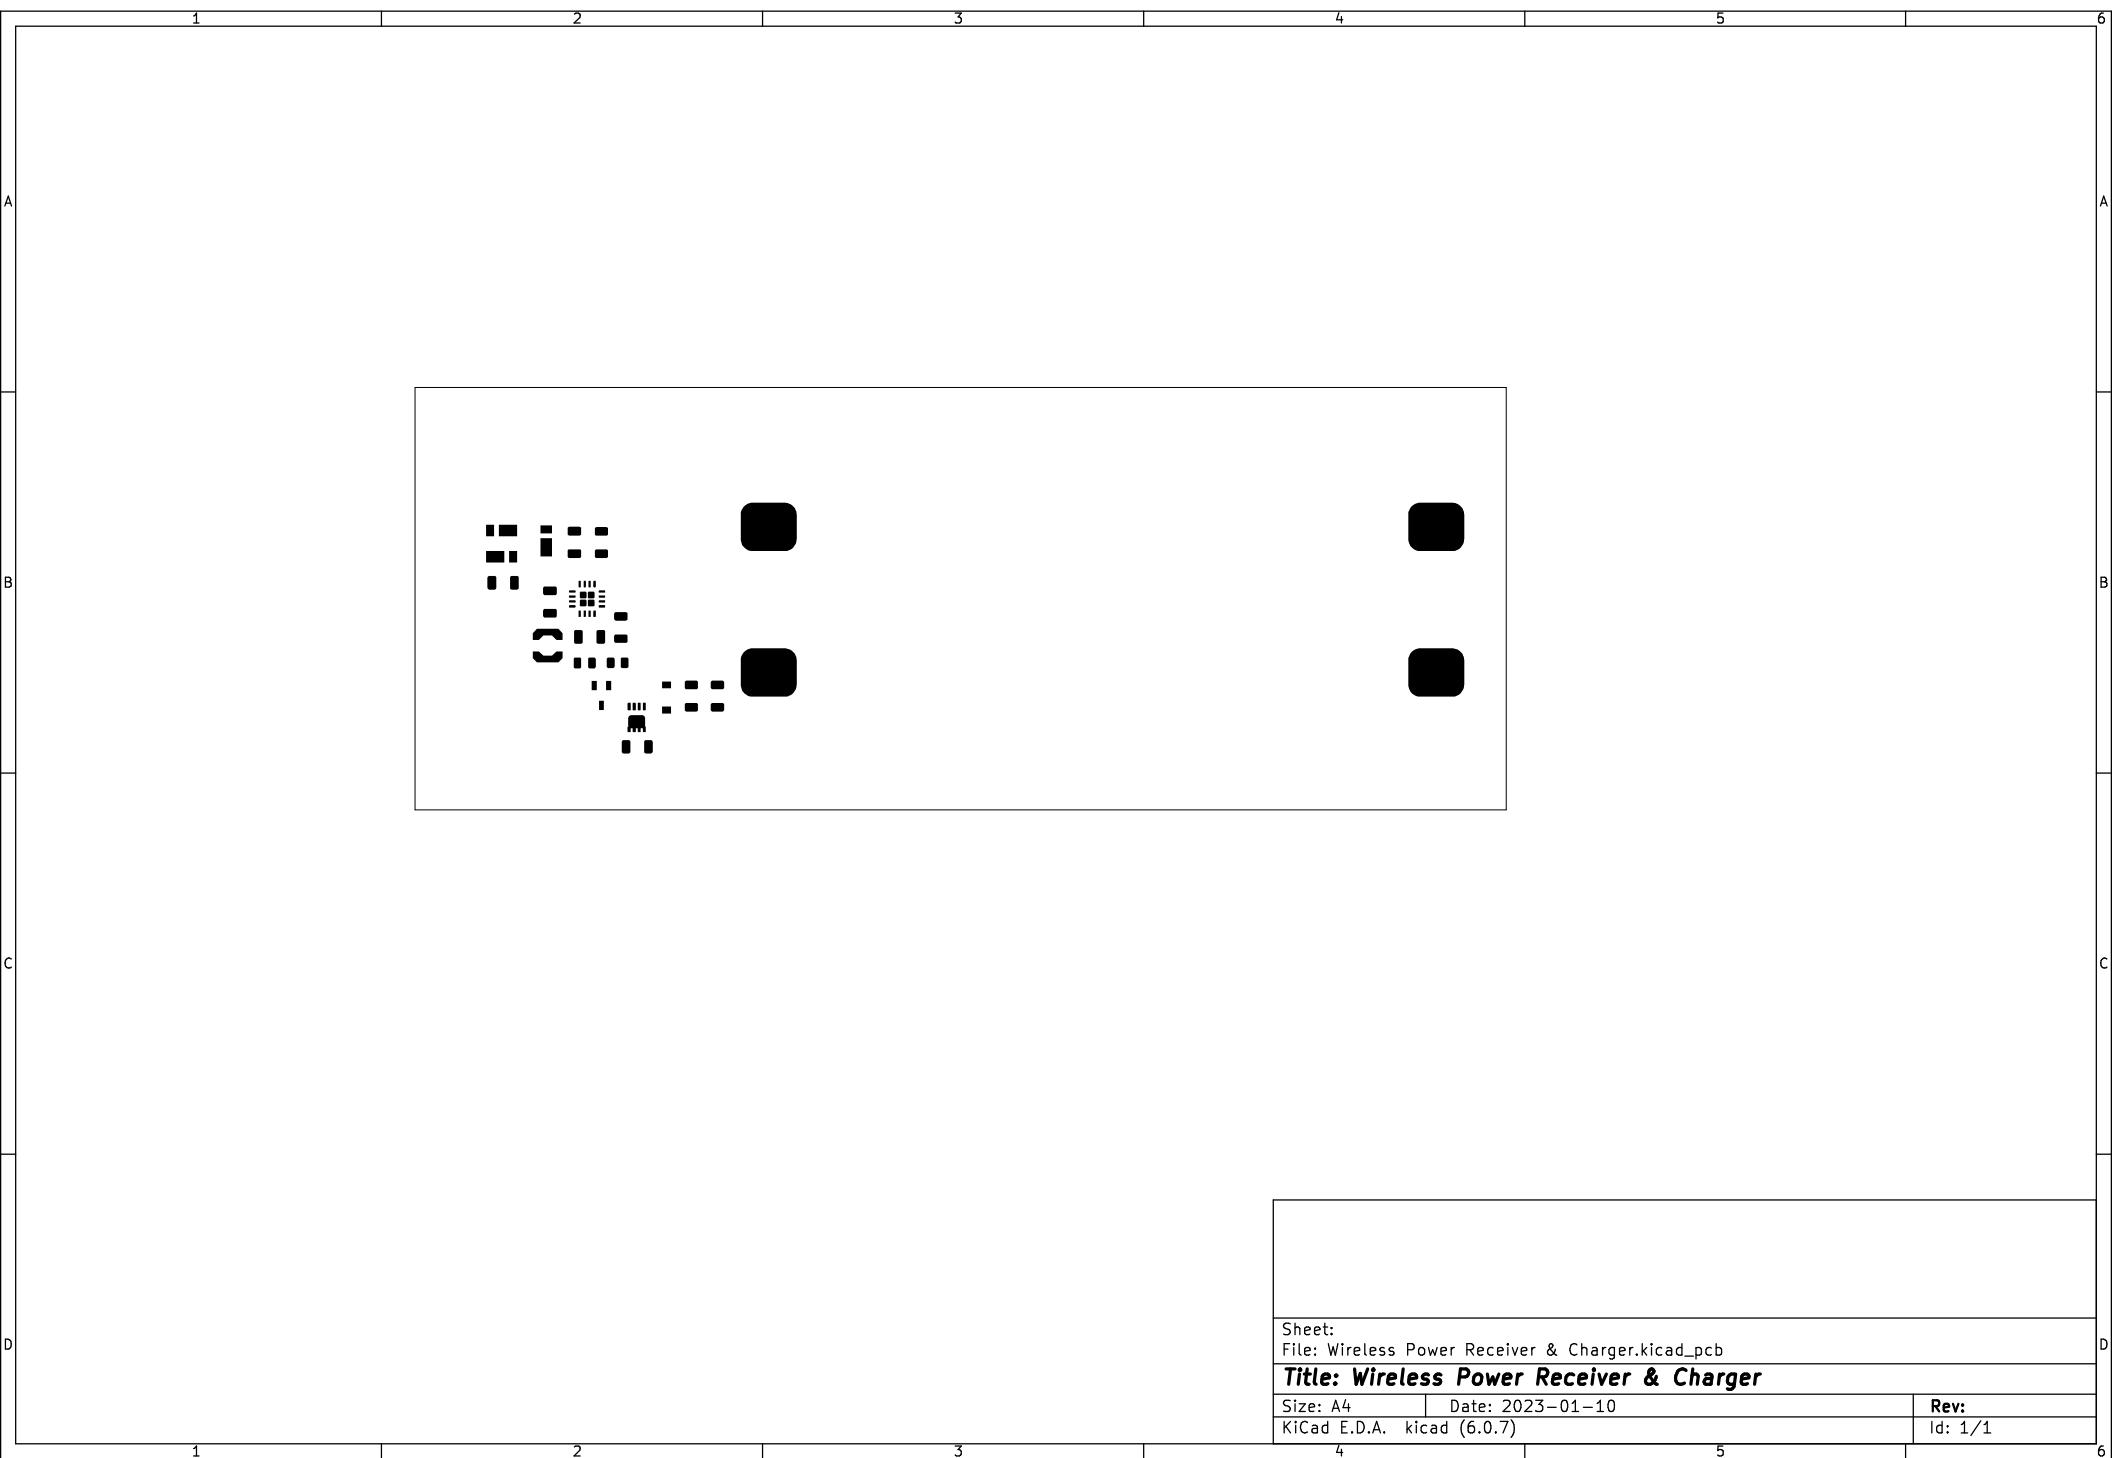 1 2 3 4 5 6
A A
B B
C C
D D
Sheet:
File: Wireless Power Receiver & Charger.kicad_pcb
Title: Wireless Power Receiver & Charger
Size: A4 Date: 2023-01-10 Rev:
KiCad E.D.A. kicad (6.0.7) Id: 1/1
1 2 3 4 5 6